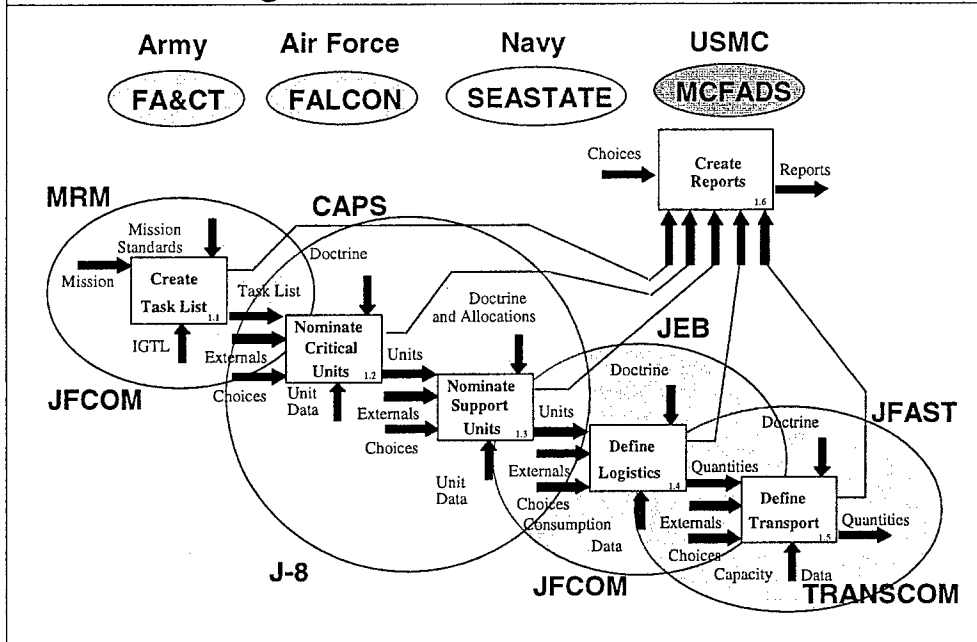 Army
Air Force
Navy
USMC
FA&CT
FALCON
SEASTATE
MCFADS
Choices
Create
Reports
1.6
Reports
MRM
CAPS
Mission
Standards
Mission
Create
Task List
1.1
IGTL
JFCOM
Doctrine
Task List
Externals
Choices
Nominate
Critical
Units
1.2
Unit
Data
Doctrine
and Allocations
Units
Externals
Choices
Nominate
Support
Units
1.3
Unit
Data
J-8
JEB
Doctrine
Units
Externals
Choices
Define
Logistics
1.4
Consumption
Data
JFCOM
JFAST
Doctrine
Quantities
Externals
Choices
Define
Transport
1.5
Quantities
Capacity
Data
TRANSCOM